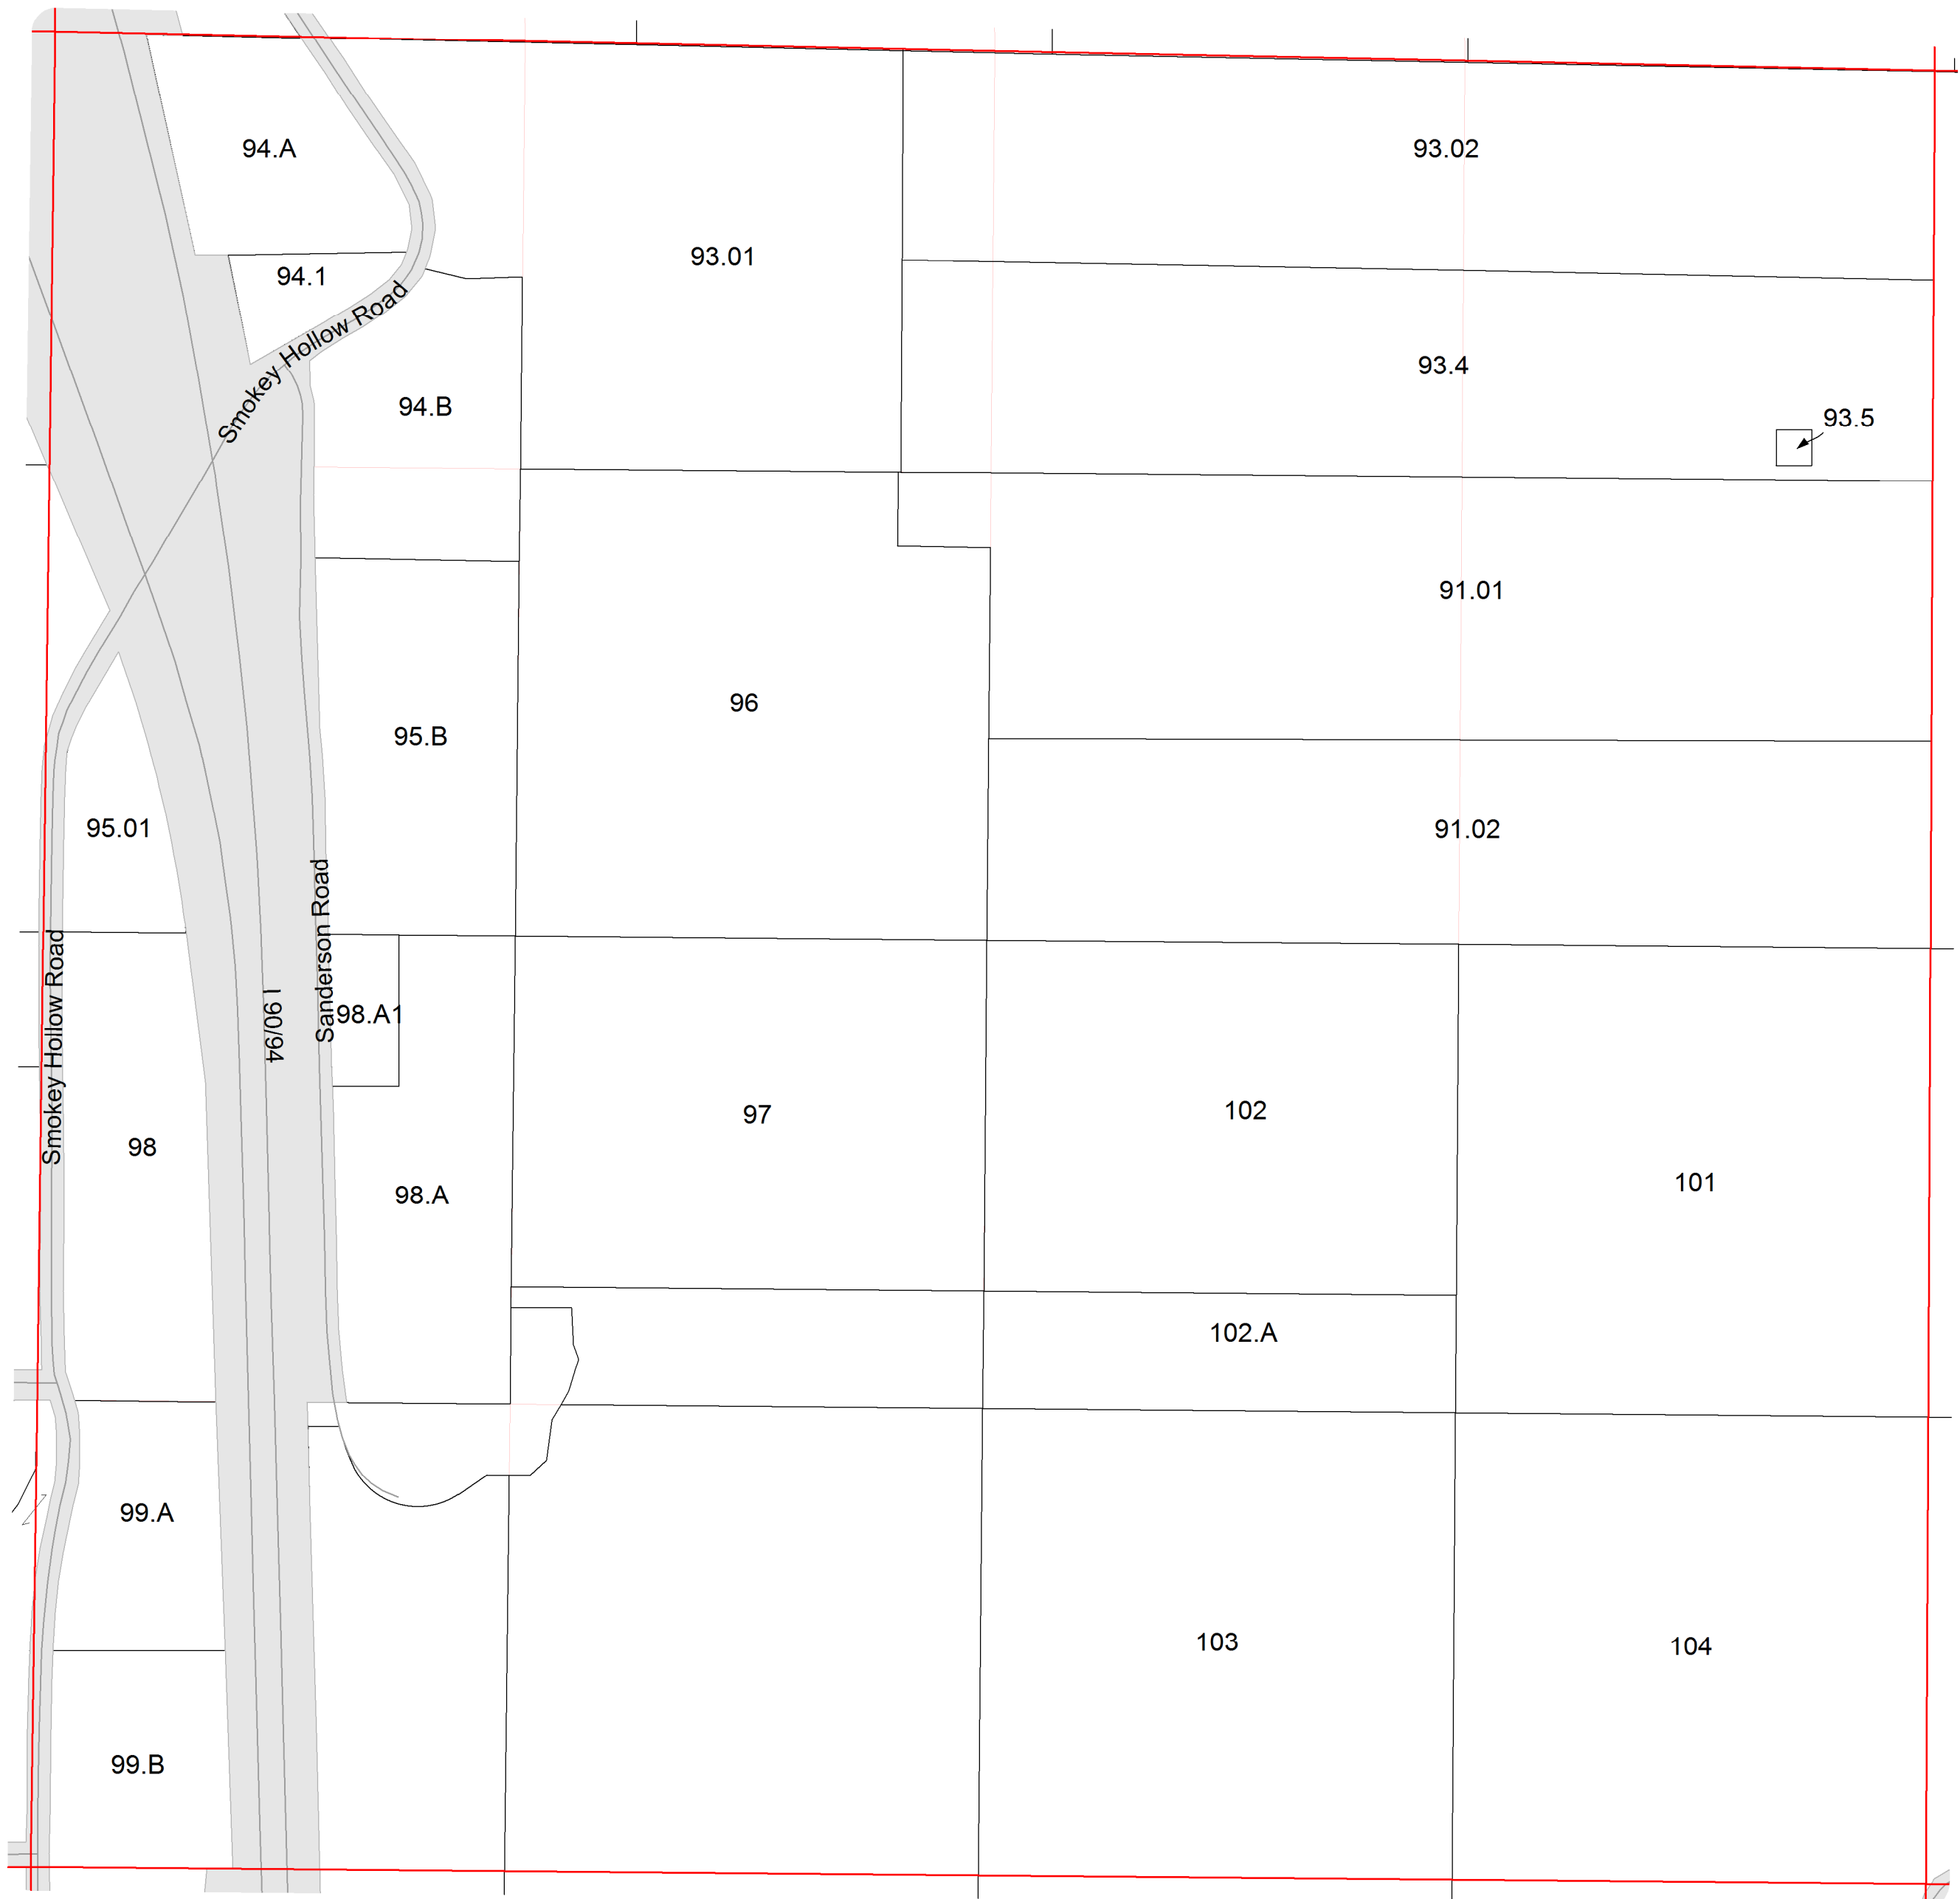 94.A
93.02
93.01
94.1
Smokey Hollow Road
93.4
94.B
93.5
91.01
96
95.B
95.01
91.02
Sanderson Road
Smokey Hollow Road
I 90/94
98.A1
97
102
98
101
98.A
102.A
99.A
103
104
99.B